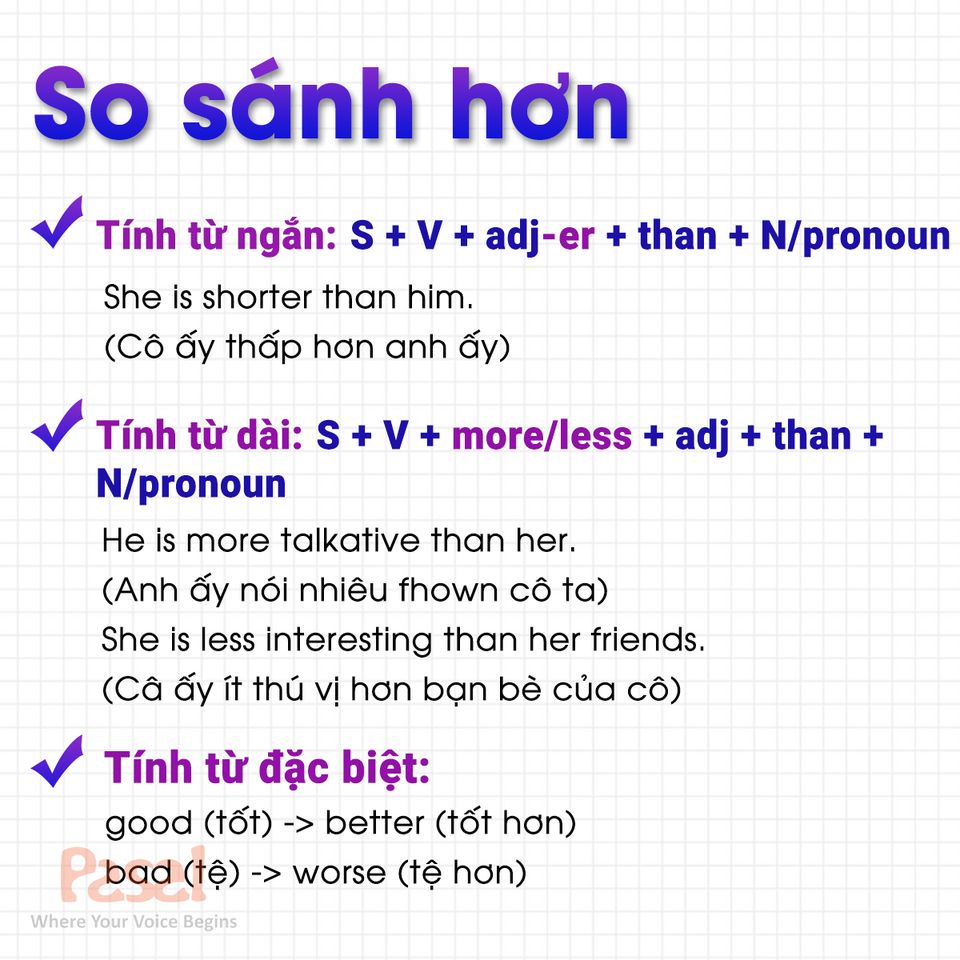 So sánh hơn
Tính từ ngắn: S + V + adj-er + than + N/pronoun
She is shorter than him.
(Cô ấy thấp hơn anh ấy)
Tính từ dài: S + V + more/less + adj + than +
N/pronoun
He is more talkative than her.
(Anh ấy nói nhiêu fhown cô ta)
She is less interesting than her friends.
(Câ ấy ít thú vị hơn bạn bè của cô)
Tính từ đặc biệt:
good (tốt) -> better (tốt hơn)
bad (tệ) -> worse (tệ hơn)
Pasal
Where Your Voice Begins